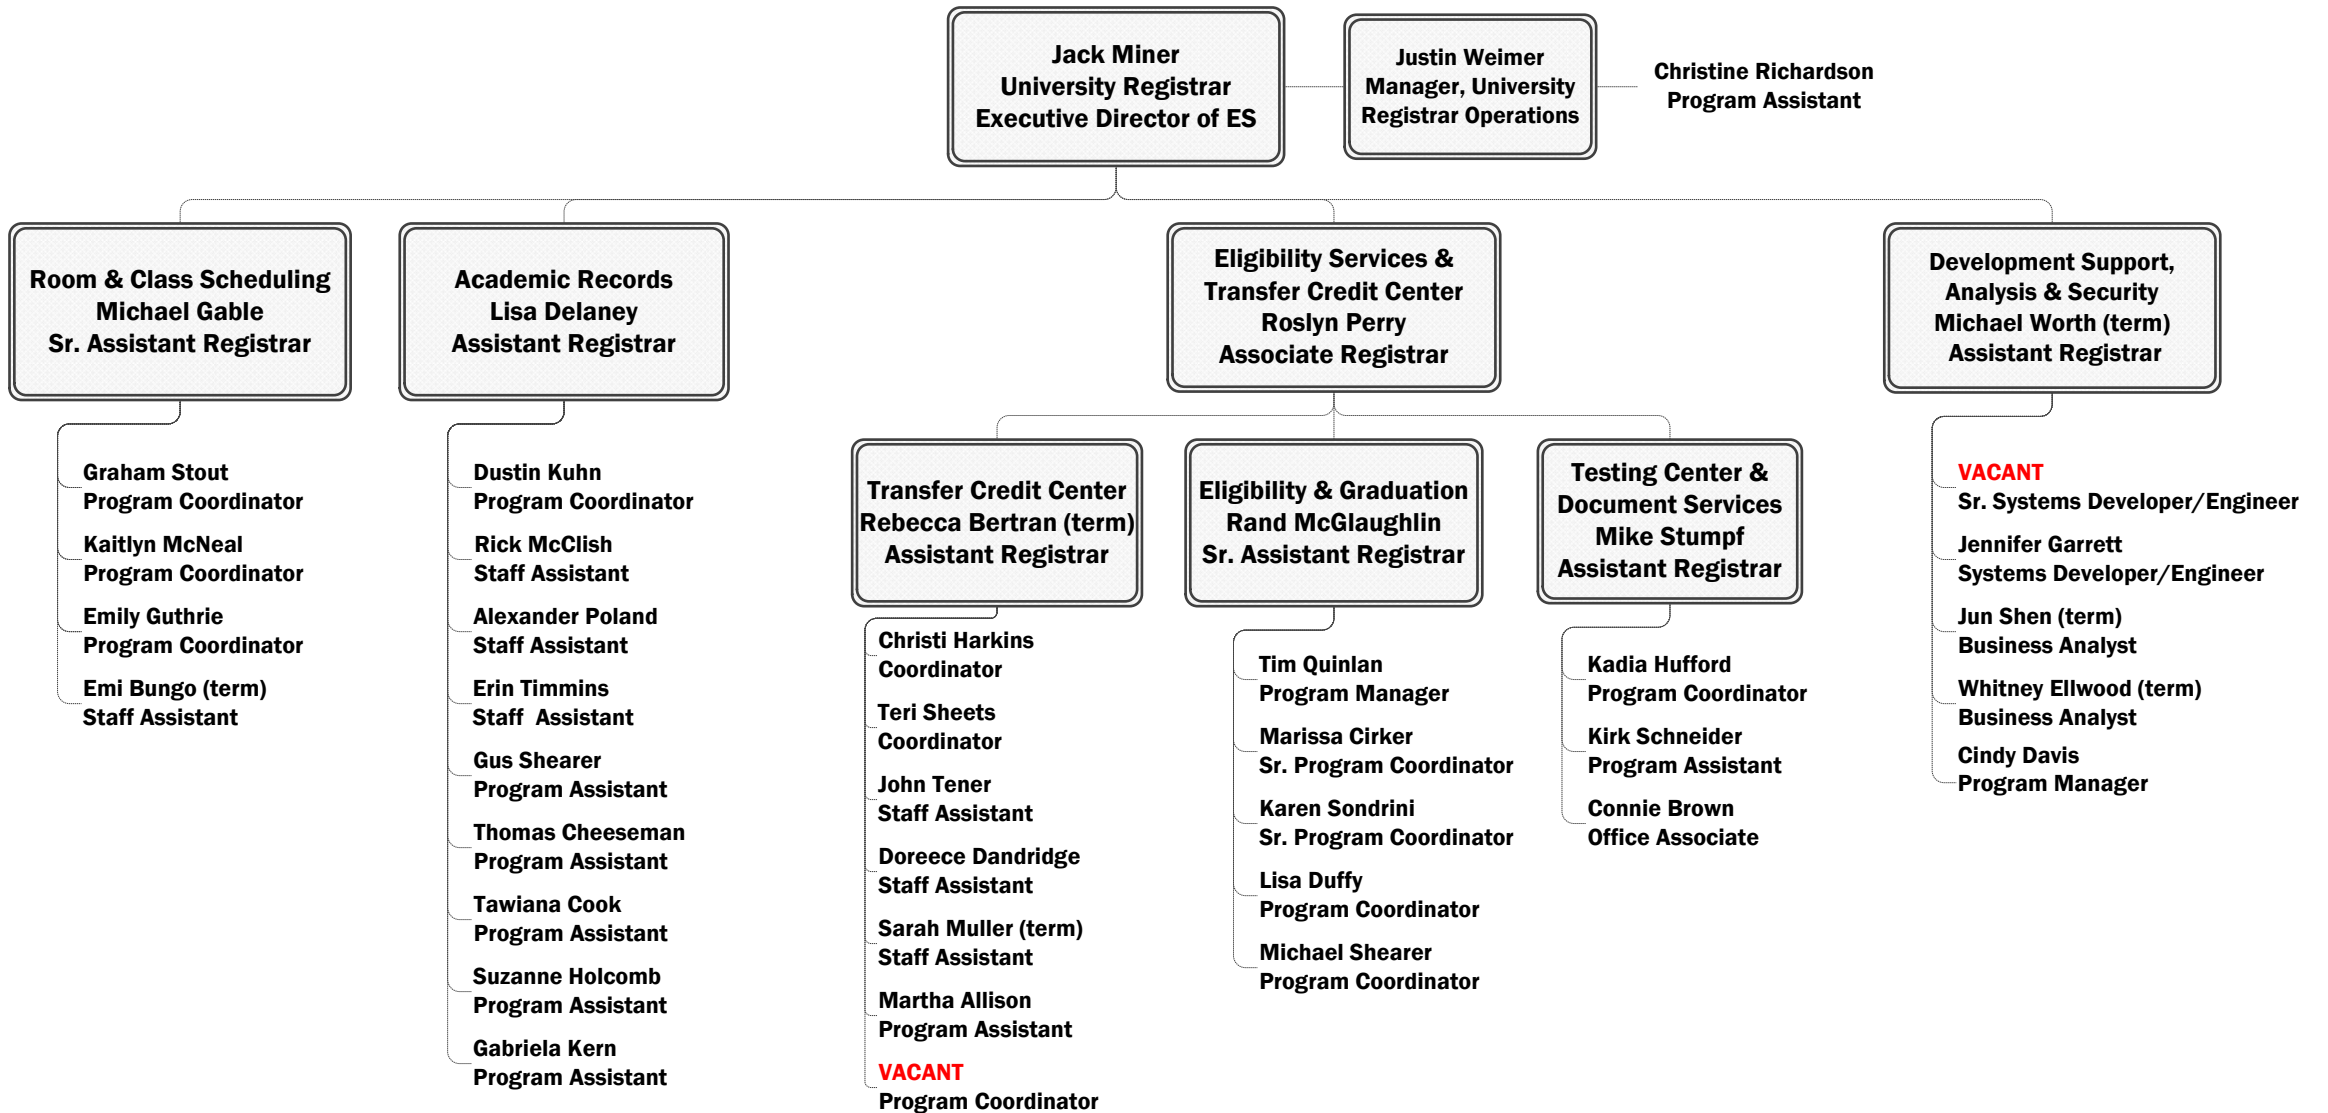 Jack Miner
University Registrar
Executive Director of ES
Justin Weimer
Manager, University
Registrar Operations
Christine Richardson
Program Assistant
Room & Class Scheduling
Michael Gable
Sr. Assistant Registrar
Graham Stout
Program Coordinator
Kaitlyn McNeal
Program Coordinator
Emily Guthrie
Program Coordinator
Emi Bungo (term)
Staff Assistant
Academic Records
Lisa Delaney
Assistant Registrar
Dustin Kuhn
Program Coordinator
Rick McClish
Staff Assistant
Alexander Poland
Staff Assistant
Erin Timmins
Staff  Assistant
Gus Shearer
Program Assistant
Thomas Cheeseman
Program Assistant
Tawiana Cook
Program Assistant
Suzanne Holcomb
Program Assistant
Gabriela Kern
Program Assistant
Eligibility Services &
Transfer Credit Center
Roslyn Perry
Associate Registrar
Transfer Credit Center
Rebecca Bertran (term)
Assistant Registrar
Christi Harkins
Coordinator
Teri Sheets
Coordinator
John Tener
Staff Assistant
Doreece Dandridge
Staff Assistant
Sarah Muller (term)
Staff Assistant
Martha Allison
Program Assistant
VACANT
Program Coordinator
Eligibility & Graduation
Rand McGlaughlin
Sr. Assistant Registrar
Tim Quinlan
Program Manager
Marissa Cirker
Sr. Program Coordinator
Karen Sondrini
Sr. Program Coordinator
Lisa Duffy
Program Coordinator
Michael Shearer
Program Coordinator
Testing Center &
Document Services
Mike Stumpf
Assistant Registrar
Kadia Hufford
Program Coordinator
Kirk Schneider
Program Assistant
Connie Brown
Office Associate
Development Support,
Analysis & Security
Michael Worth (term)
Assistant Registrar
VACANT
Sr. Systems Developer/Engineer
Jennifer Garrett
Systems Developer/Engineer
Jun Shen (term)
Business Analyst
Whitney Ellwood (term)
Business Analyst
Cindy Davis
Program Manager